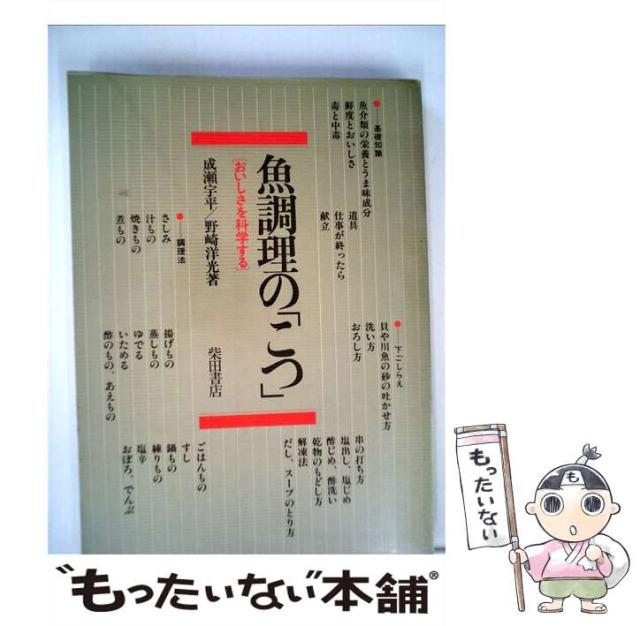 ●——基礎知識
魚介類の栄養とうま味成分
鮮度とおいしさ
毒と中毒
道具
仕事が終ったら
献立
魚調理の「こつ」
[おいしさを科学する]
成瀬宇平／野崎洋光著
柴田書店
●——調理法
さしみ
汁もの
焼きもの
煮もの
●——下ごしらえ
貝や川魚の砂の吐かせ方
洗い方
おろし方
揚げもの
蒸しもの
ゆでる
いためる
酢のもの、あえもの
串の打ち方
塩出し、塩じめ
酢じめ、酢洗い
乾物のもどし方
解凍法
だし、スープのとり方
ごはんもの
すし
鍋もの
練りもの
塩辛
おぼろ、でんぶ
もったいない
"もったいない"本舗®